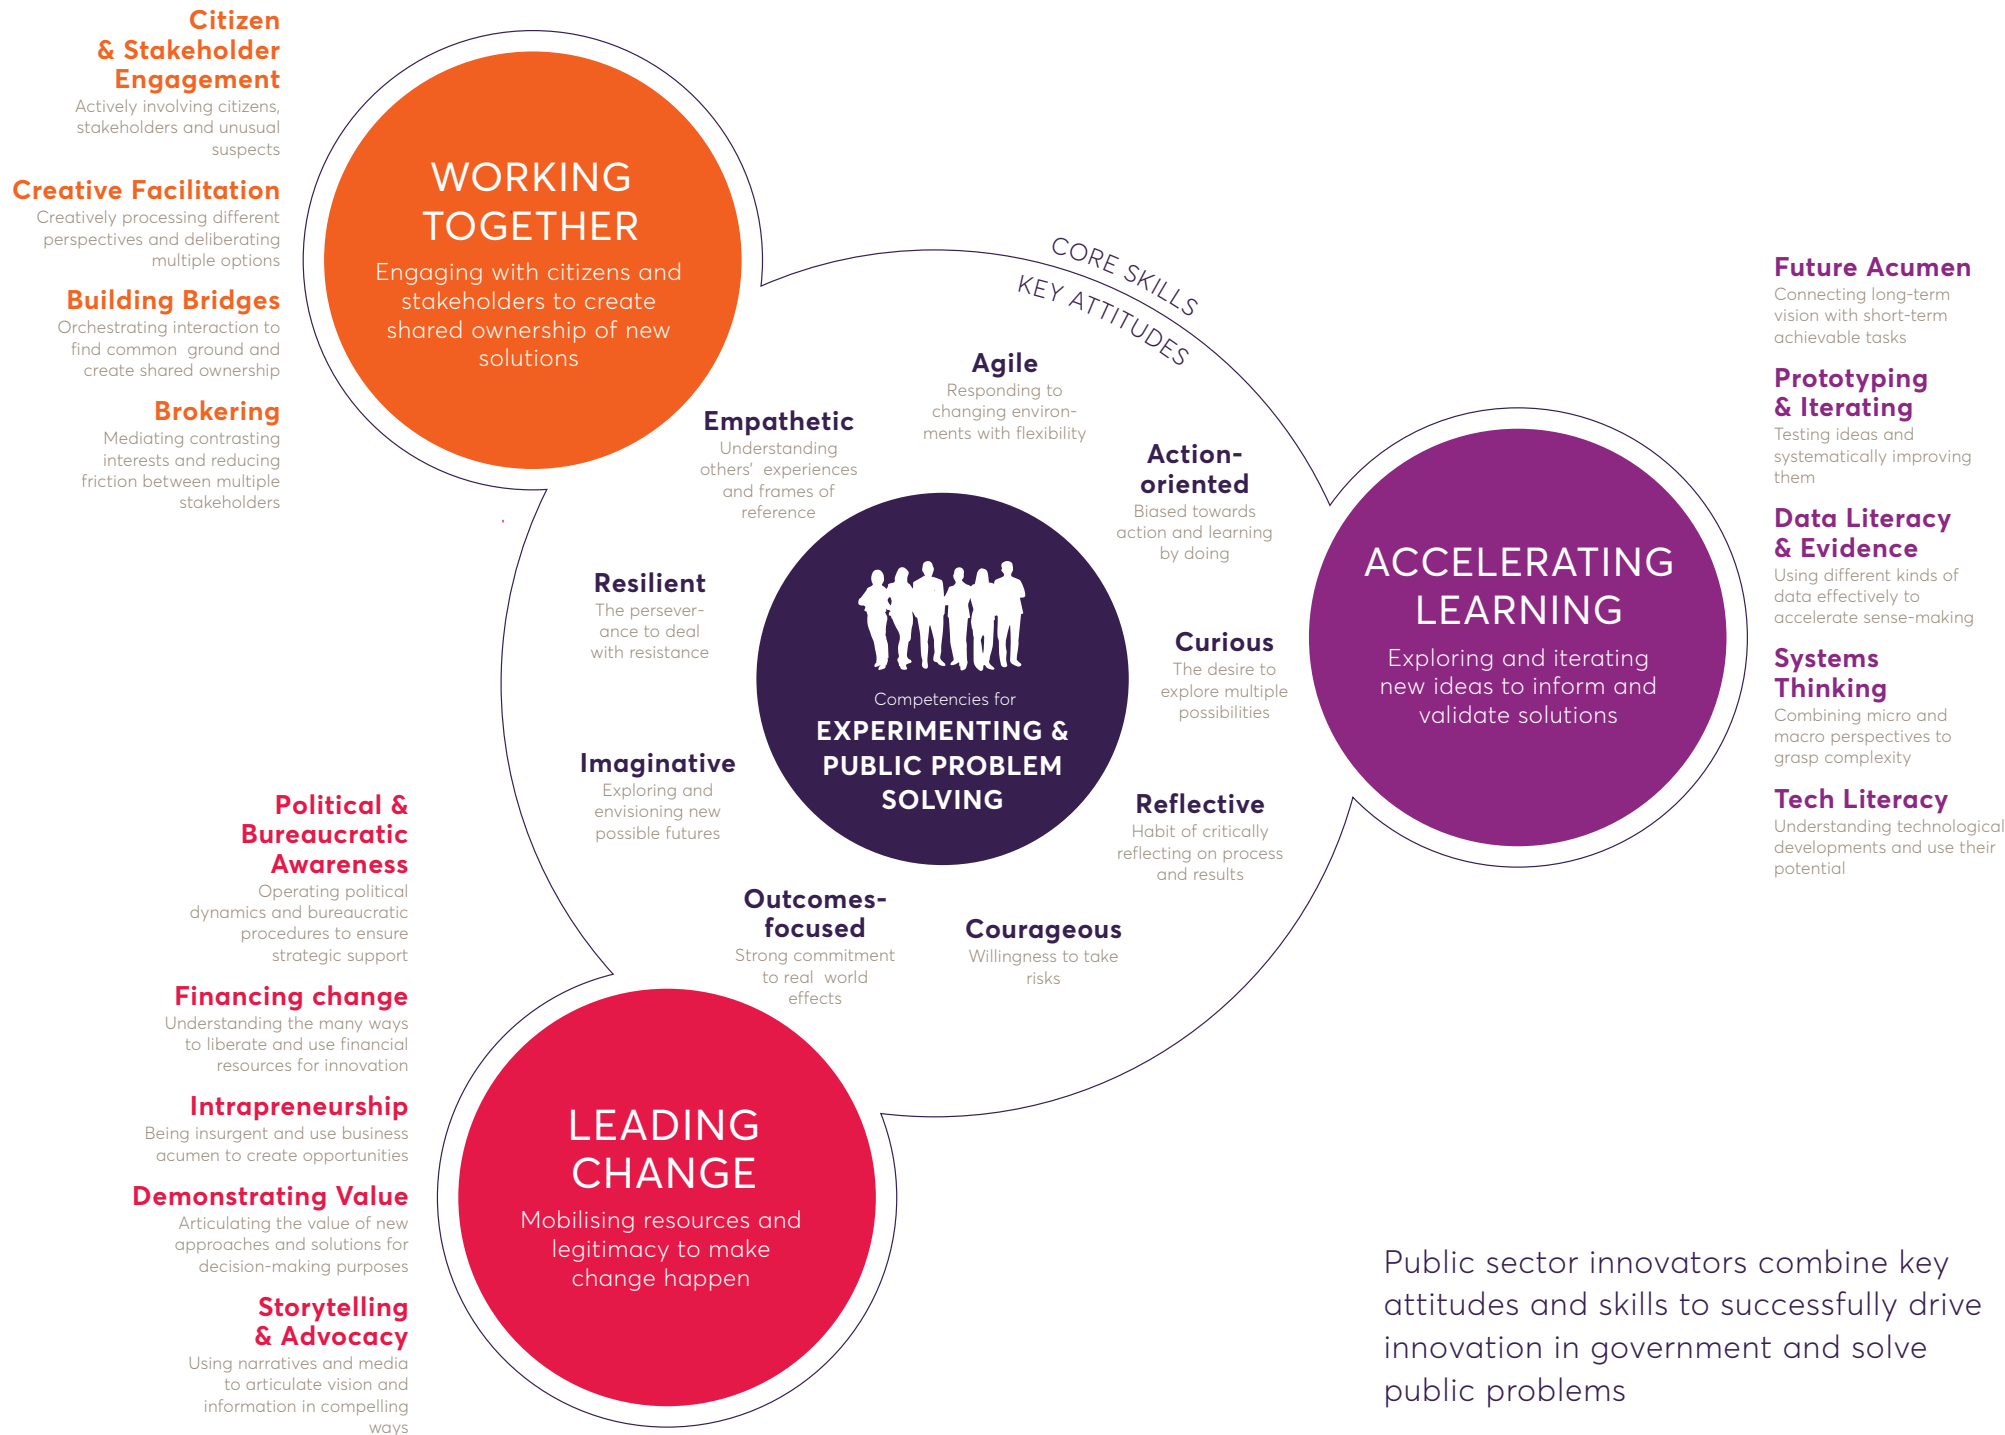 Citizen
& Stakeholder
Engagement
Actively involving citizens,
stakeholders and unusual
suspects
Creative Facilitation
Creatively processing different
perspectives and deliberating
multiple options
Building Bridges
Orchestrating interaction to
find common ground and
create shared ownership
Brokering
Mediating contrasting
interests and reducing
friction between multiple
stakeholders
WORKING
TOGETHER
Engaging with citizens and
stakeholders to create
shared ownership of new
solutions
CORE SKILLS
KEY ATTITUDES
Agile
Responding to
changing environ-
ments with flexibility
Empathetic
Understanding
others' experiences
and frames of
reference
Action-
oriented
Biased towards
action and learning
by doing
Resilient
The persever-
ance to deal
with resistance
Curious
The desire to
explore multiple
possibilities
Imaginative
Exploring and
envisioning new
possible futures
Reflective
Habit of critically
reflecting on process
and results
Outcomes-
focused
Strong commitment
to real world
effects
Courageous
Willingness to take
risks
Competencies for
EXPERIMENTING &
PUBLIC PROBLEM
SOLVING
ACCELERATING
LEARNING
Exploring and iterating
new ideas to inform and
validate solutions
Future Acumen
Connecting long-term
vision with short-term
achievable tasks
Prototyping
& Iterating
Testing ideas and
systematically improving
them
Data Literacy
& Evidence
Using different kinds of
data effectively to
accelerate sense-making
Systems
Thinking
Combining micro and
macro perspectives to
grasp complexity
Tech Literacy
Understanding technological
developments and use their
potential
Political &
Bureaucratic
Awareness
Operating political
dynamics and bureaucratic
procedures to ensure
strategic support
Financing change
Understanding the many ways
to liberate and use financial
resources for innovation
Intrapreneurship
Being insurgent and use business
acumen to create opportunities
Demonstrating Value
Articulating the value of new
approaches and solutions for
decision-making purposes
Storytelling
& Advocacy
Using narratives and media
to articulate vision and
information in compelling
ways
LEADING
CHANGE
Mobilising resources and
legitimacy to make
change happen
Public sector innovators combine key
attitudes and skills to successfully drive
innovation in government and solve
public problems